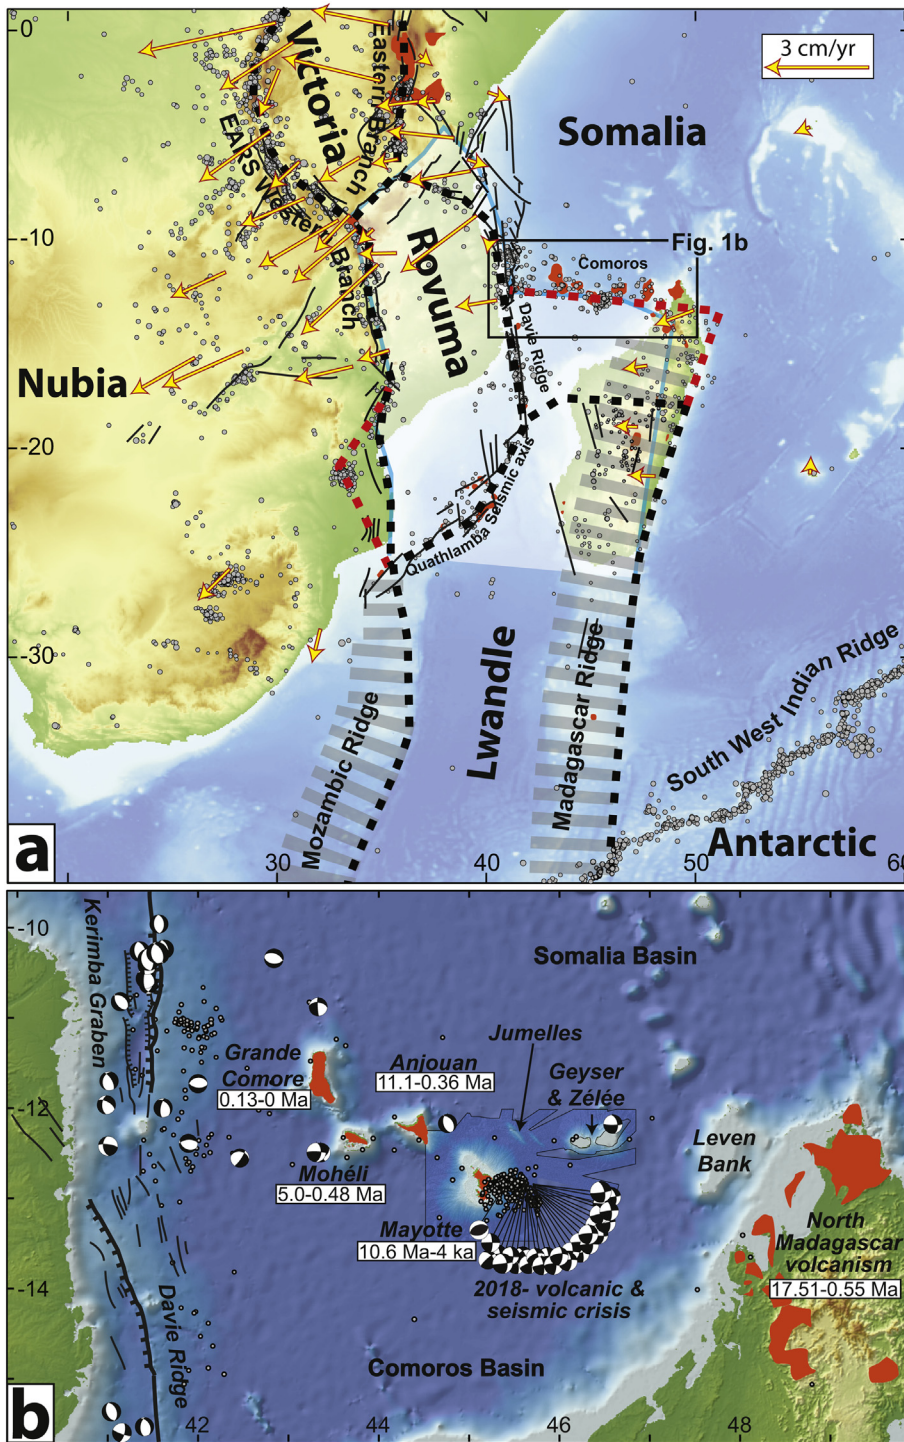 0
3 cm/yr
Victoria
Eastern Branch
EARS Western Branch
Somalia
-10
Fig. 1b
Comoros
Rovuma
Davie Ridge
Nubia
-20
Quathlamba Seismic axis
-30
Lwandle
Mozambic Ridge
Madagascar Ridge
South West Indian Ridge
Antarctic
a
30
40
50
60
-10
Kerimba Graben
Somalia Basin
Jumelles
Grande
Comore
0.13-0 Ma
Anjouan
11.1-0.36 Ma
Geyser
& Zélée
-12
Leven
Bank
Mohéli
5.0-0.48 Ma
Mayotte
10.6 Ma-4 ka
North
Madagascar
volcanism
17.51-0.55 Ma
-14
2018- volcanic &
seismic crisis
Davie Ridge
Comoros Basin
b
42
44
46
48